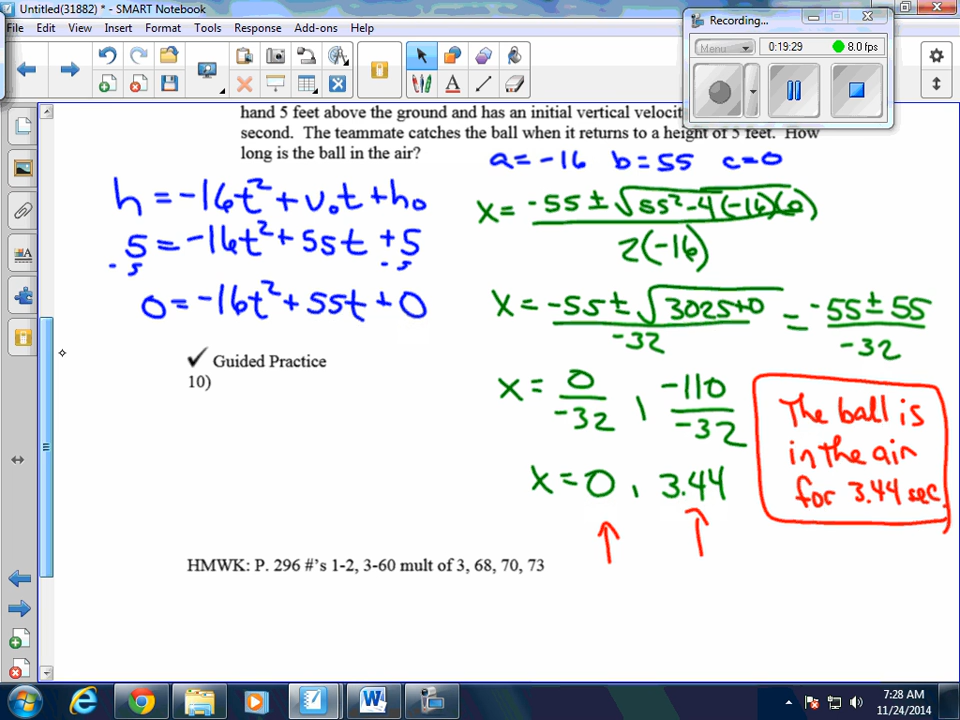 Untitled(31882) * - SMART Notebook
File Edit View Insert Format Tools Response Add-ons Help
Recording...
Menu 0:19:29 8.0 fps
hand 5 feet above the ground and has an initial vertical
second. The teammate catches the ball when it returns to a height of 5 feet. How
long is the ball in the air?
a = -16 b = 55 c = 0
h = -16t² + v₀t + h₀
5 = -16t² + 55t + 5
-5 -5
0 = -16t² + 55t + 0
x = (-55 ± √(55² - 4(-16)(0))) / 2(-16)
x = (-55 ± √(3025+0)) / -32 = (-55 ± 55) / -32
x = 0/-32 , -110/-32
x = 0 , 3.44
The ball is
in the air
for 3.44 sec.
✓ Guided Practice
10)
HMWK: P. 296 #'s 1-2, 3-60 mult of 3, 68, 70, 73
7:28 AM
11/24/2014